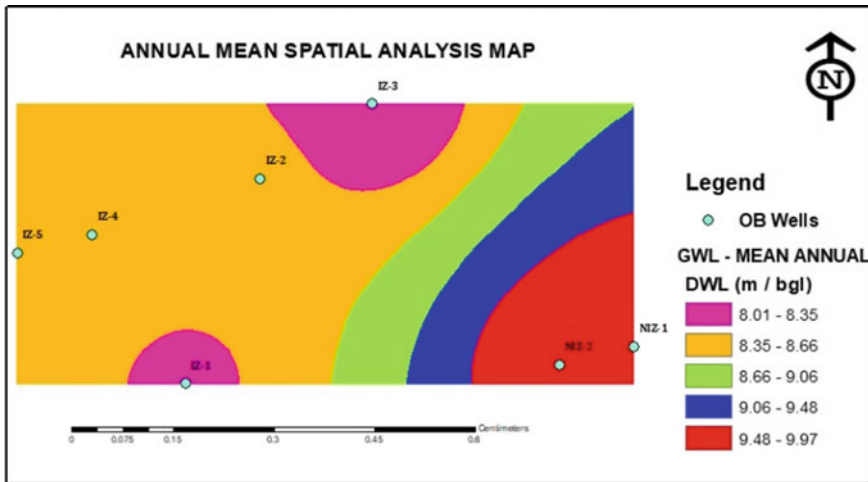 ANNUAL MEAN SPATIAL ANALYSIS MAP
N
IZ-3
IZ-2
IZ-4
IZ-5
IZ-1
NIZ-2
NIZ-1
Legend
OB Wells
GWL - MEAN ANNUAL
DWL (m / bgl)
8.01 - 8.35
8.35 - 8.66
8.66 - 9.06
9.06 - 9.48
9.48 - 9.97
Centimeters
0 0.075 0.15 0.3 0.45 0.6